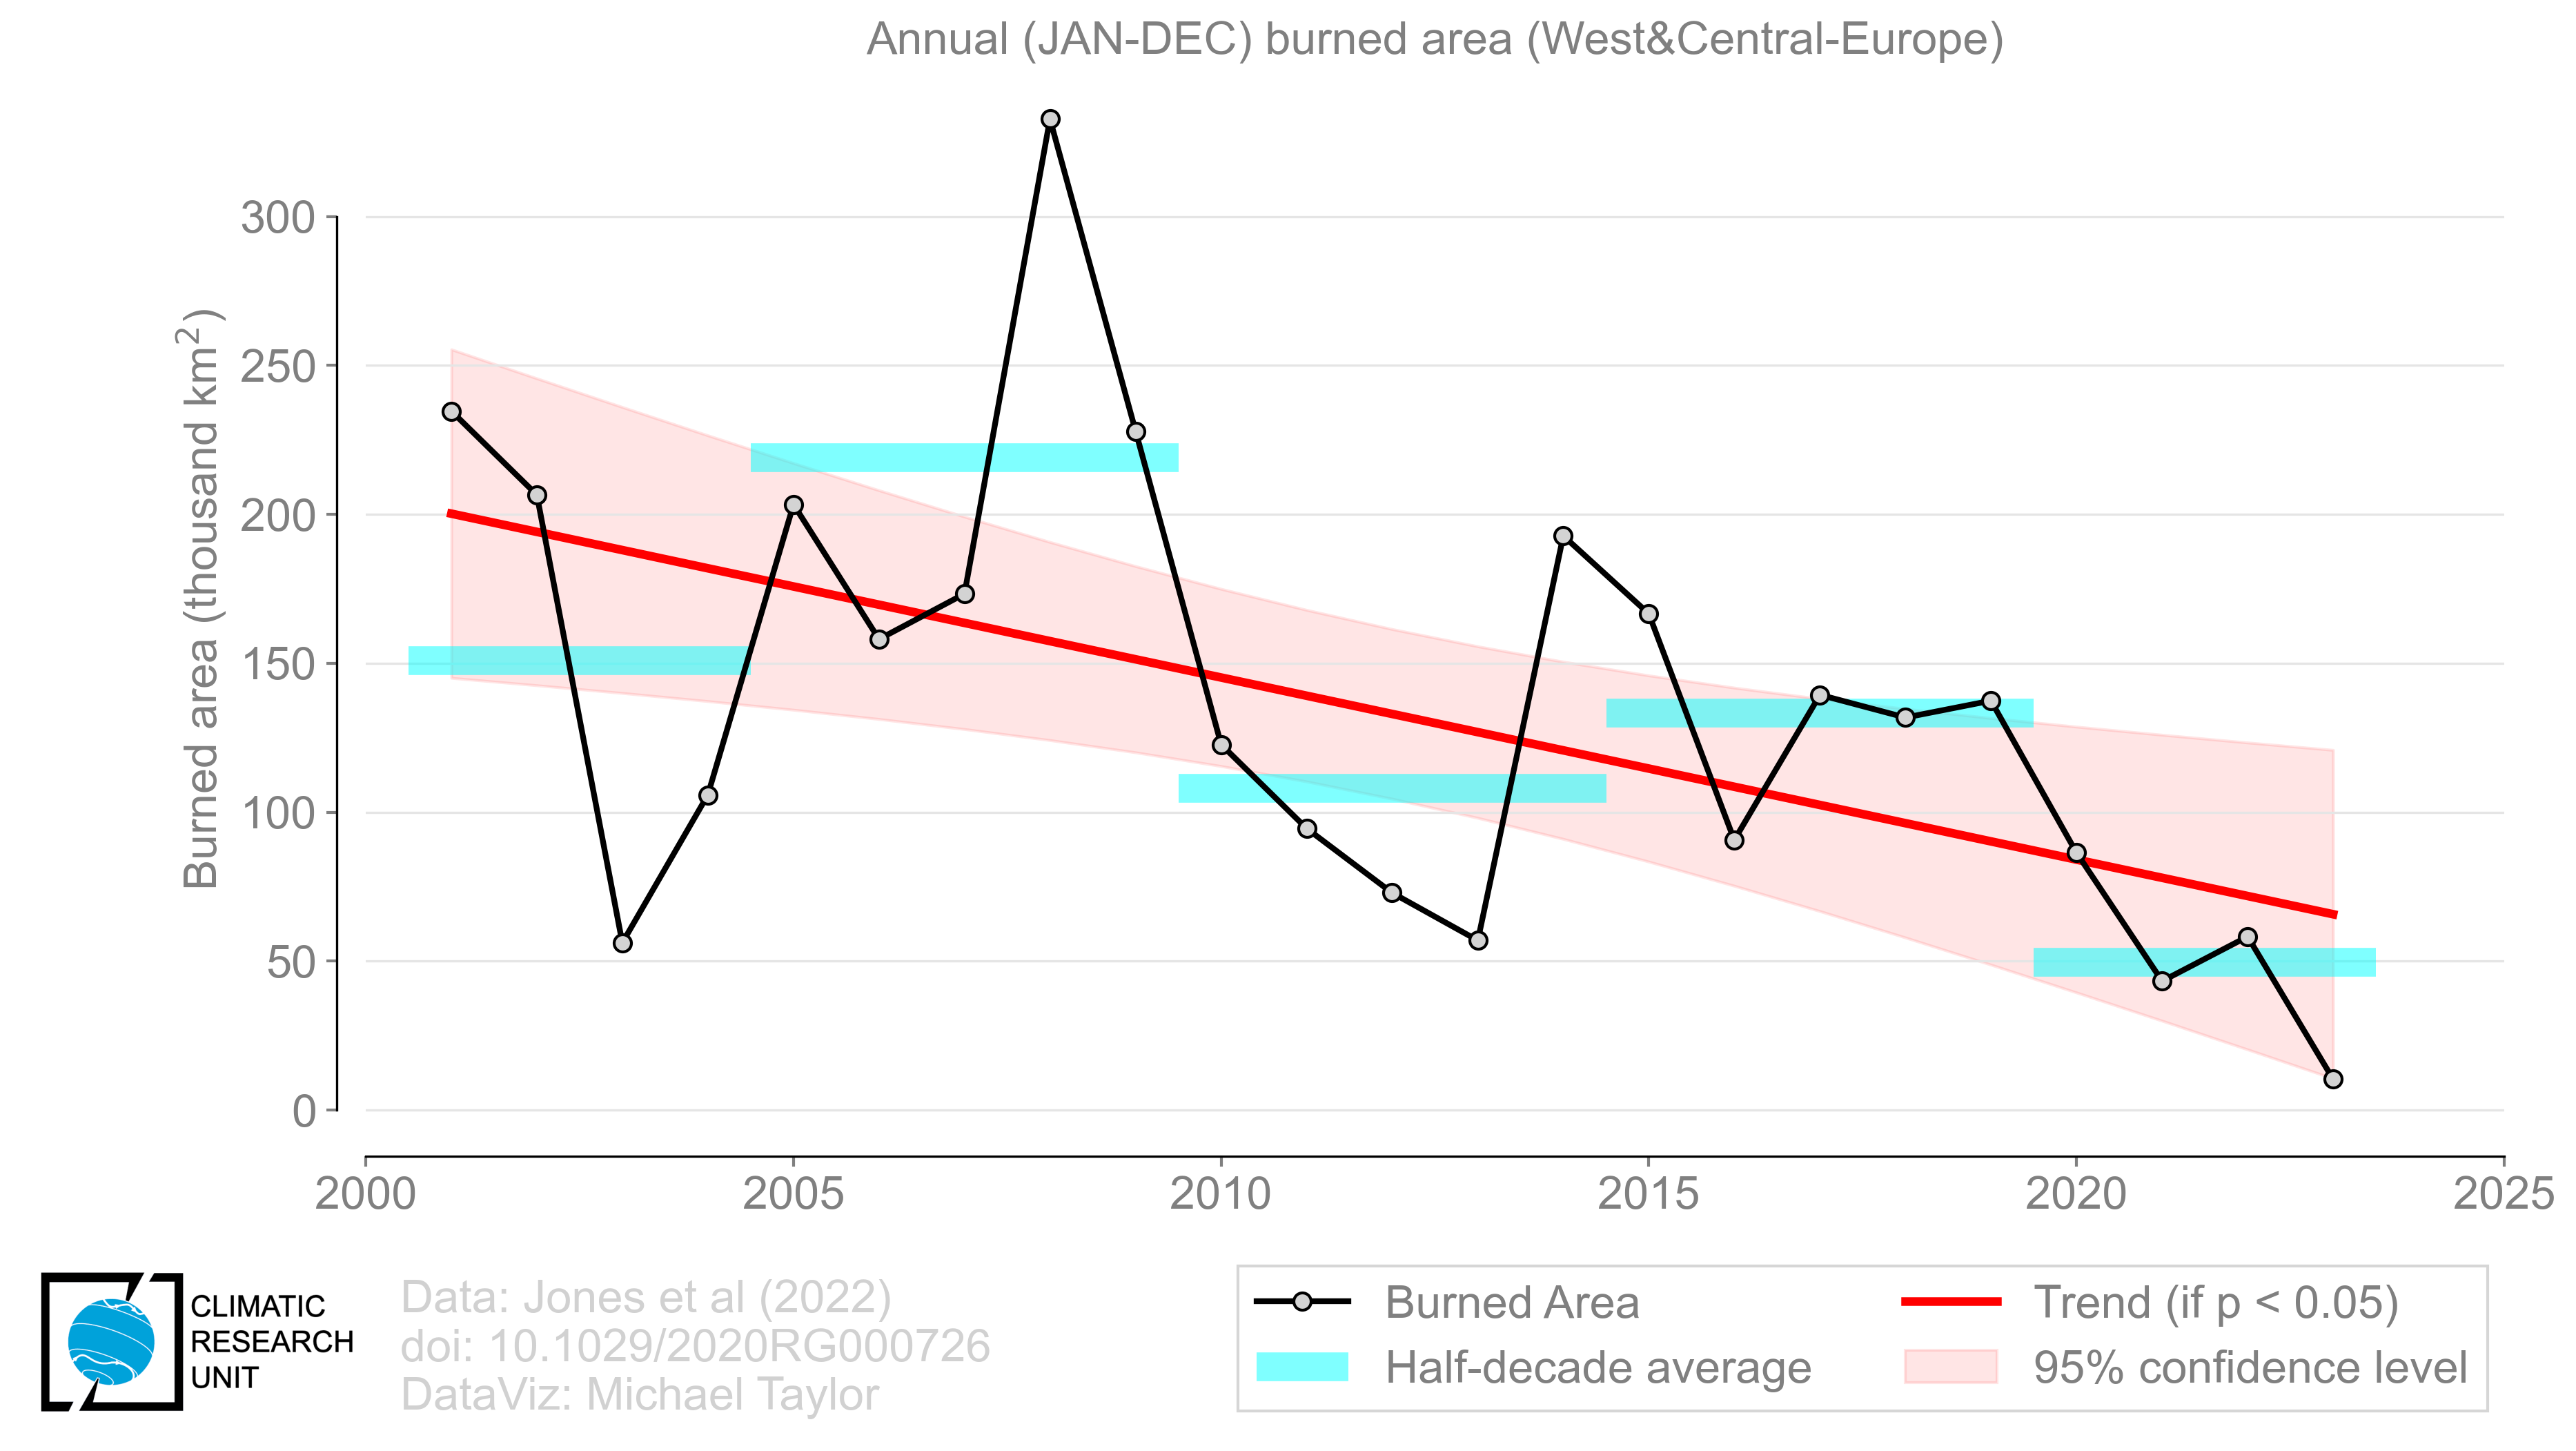 Annual (JAN-DEC) burned area (West&Central-Europe)
Burned area (thousand km²)
300
250
200
150
100
50
0
2000 2005 2010 2015 2020 2025
CLIMATIC
RESEARCH
UNIT
Data: Jones et al (2022)
doi: 10.1029/2020RG000726
DataViz: Michael Taylor
Burned Area
Half-decade average
Trend (if p < 0.05)
95% confidence level